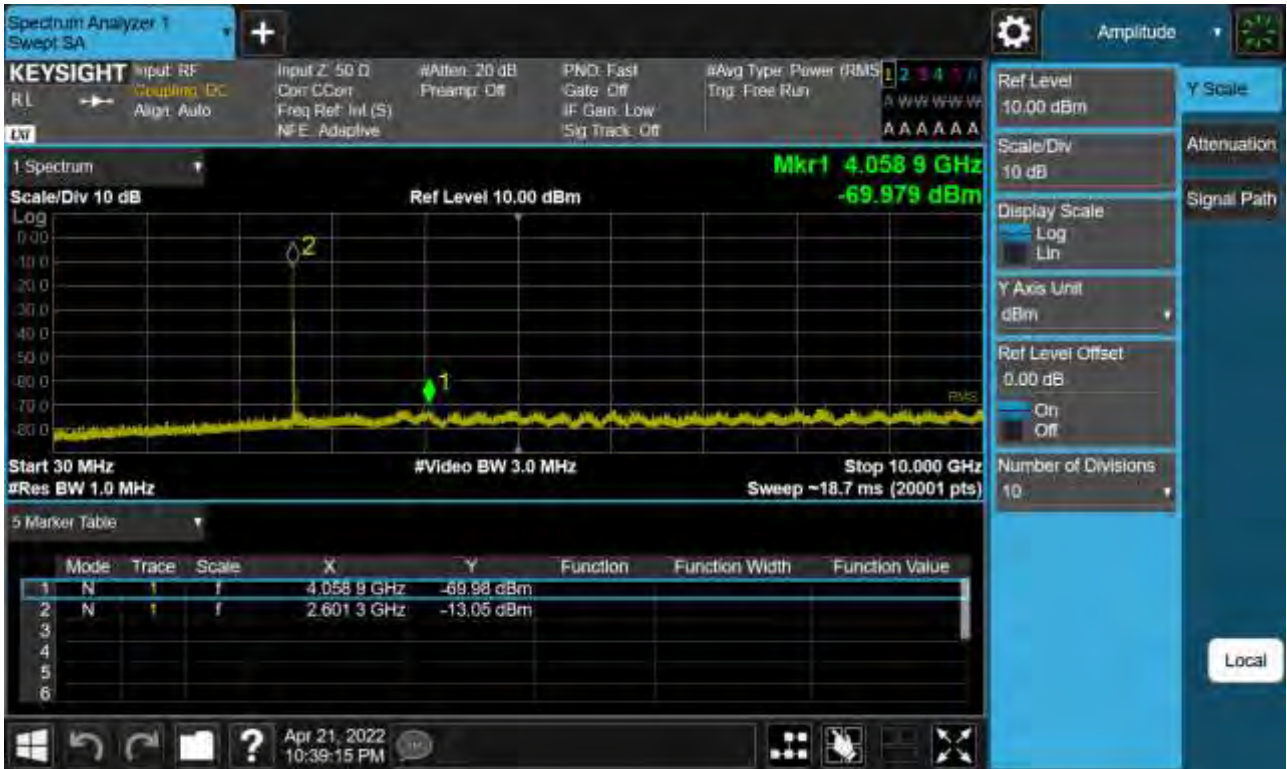 Spectrum Analyzer 1
Swept SA
+
Amplitude
KEYSIGHT
RL
LXI
Input: RF
Coupling: DC
Align: Auto
Input Z: 50 Ω
Corr CCorr
Freq Ref: Int (S)
NFE: Adaptive
#Atten: 20 dB
Preamp: Off
PNO: Fast
Gate: Off
IF Gain: Low
Sig Track: Off
#Avg Type: Power (RMS
Trig: Free Run
1 2 3 4 5 6
A W W W W W
A A A A A A
1 Spectrum
Mkr1 4.058 9 GHz
Scale/Div 10 dB
Ref Level 10.00 dBm
-69.979 dBm
Log
0.00
-10.0
-20.0
-30.0
-40.0
-50.0
-60.0
-70.0
-80.0
2
1
RMS
Start 30 MHz
#Video BW 3.0 MHz
Stop 10.000 GHz
#Res BW 1.0 MHz
Sweep ~18.7 ms (20001 pts)
5 Marker Table
Mode Trace Scale X Y Function Function Width Function Value
1 N 1 f 4.058 9 GHz -69.98 dBm
2 N 1 f 2.601 3 GHz -13.05 dBm
3
4
5
6
?
Apr 21, 2022
10:39:15 PM
Ref Level
10.00 dBm
Scale/Div
10 dB
Display Scale
Log
Lin
Y Axis Unit
dBm
Ref Level Offset
0.00 dB
On
Off
Number of Divisions
10
Y Scale
Attenuation
Signal Path
Local